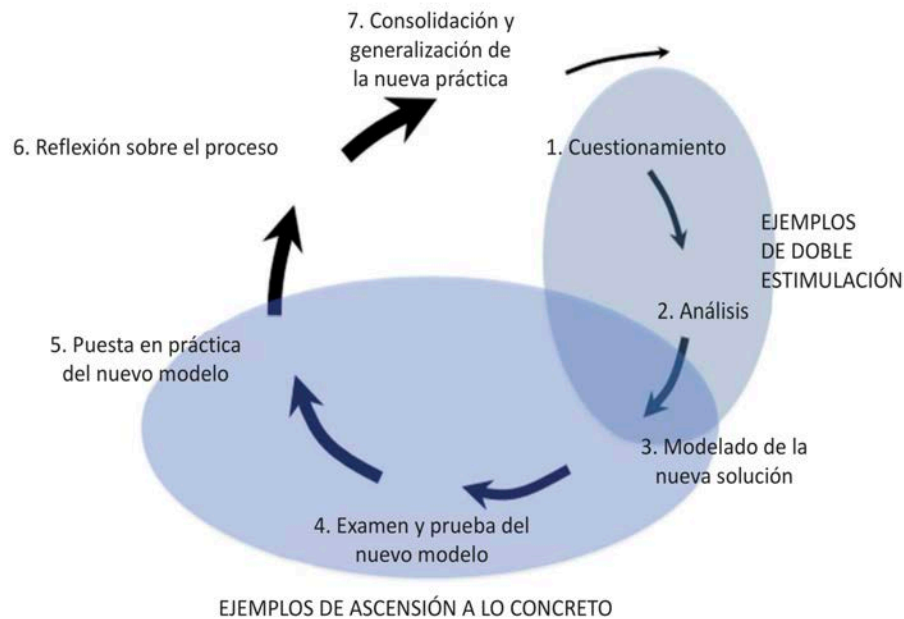 7. Consolidación y
generalización de
la nueva práctica
6. Reflexión sobre el proceso
1. Cuestionamiento
EJEMPLOS
DE DOBLE
ESTIMULACIÓN
2. Análisis
5. Puesta en práctica
del nuevo modelo
3. Modelado de la
nueva solución
4. Examen y prueba del
nuevo modelo
EJEMPLOS DE ASCENSIÓN A LO CONCRETO